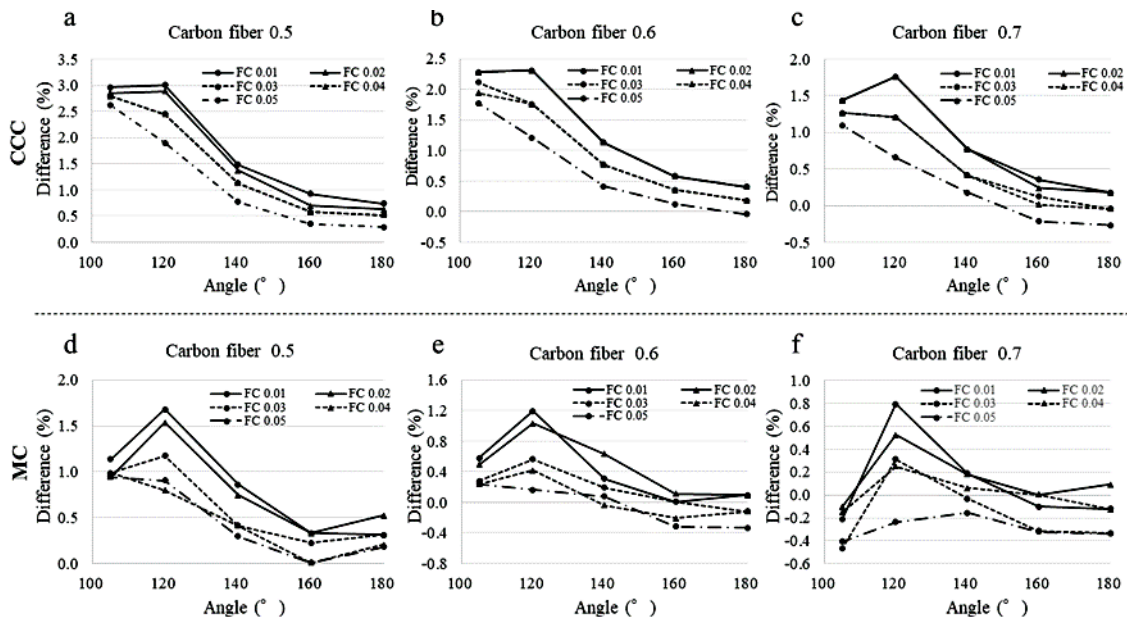 a b c
Carbon fiber 0.5 Carbon fiber 0.6 Carbon fiber 0.7
CCC
Difference (%)
3.5
3.0
2.5
2.0
1.5
1.0
0.5
0.0
FC 0.01 FC 0.02
FC 0.03 FC 0.04
FC 0.05
100 120 140 160 180
Angle (°)
Difference (%)
2.5
2.0
1.5
1.0
0.5
0.0
-0.5
FC 0.01 FC 0.02
FC 0.03 FC 0.04
FC 0.05
100 120 140 160 180
Angle (°)
Difference (%)
2.0
1.5
1.0
0.5
0.0
-0.5
FC 0.01 FC 0.02
FC 0.03 FC 0.04
FC 0.05
100 120 140 160 180
Angle (°)
d e f
Carbon fiber 0.5 Carbon fiber 0.6 Carbon fiber 0.7
MC
Difference (%)
2.0
1.5
1.0
0.5
0.0
FC 0.01 FC 0.02
FC 0.03 FC 0.04
FC 0.05
100 120 140 160 180
Angle (°)
Difference (%)
1.6
1.2
0.8
0.4
0.0
-0.4
-0.8
FC 0.01 FC 0.02
FC 0.03 FC 0.04
FC 0.05
100 120 140 160 180
Angle (°)
Difference (%)
1.0
0.8
0.6
0.4
0.2
0.0
-0.2
-0.4
-0.6
FC 0.01 FC 0.02
FC 0.03 FC 0.04
FC 0.05
100 120 140 160 180
Angle (°)